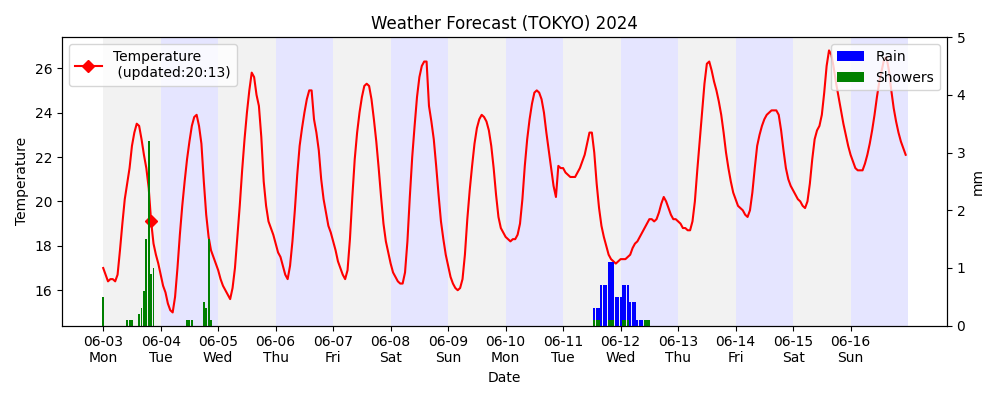 Weather Forecast (TOKYO) 2024
Temperature
(updated:20:13)
Rain
Showers
Temperature
26
24
22
20
18
16
5
4
3
2
1
0
mm
06-03 06-04 06-05 06-06 06-07 06-08 06-09 06-10 06-11 06-12 06-13 06-14 06-15 06-16
Mon Tue Wed Thu Fri Sat Sun Mon Tue Wed Thu Fri Sat Sun
Date